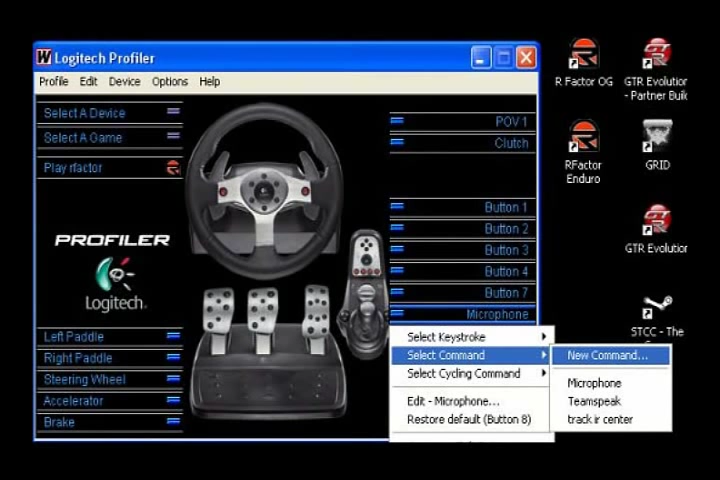 Logitech Profiler
Profile Edit Device Options Help
Select A Device
Select A Game
Play rfactor
PROFILER
Logitech
Left Paddle
Right Paddle
Steering Wheel
Accelerator
Brake
POV 1
Clutch
Button 1
Button 2
Button 3
Button 4
Button 7
Microphone
Select Keystroke
Select Command
Select Cycling Command
Edit - Microphone...
Restore default (Button 8)
New Command...
Microphone
Teamspeak
track ir center
R Factor OG
GTR Evolution
- Partner Buik
RFactor
Enduro
GRID
GTR Evolution
STCC - The